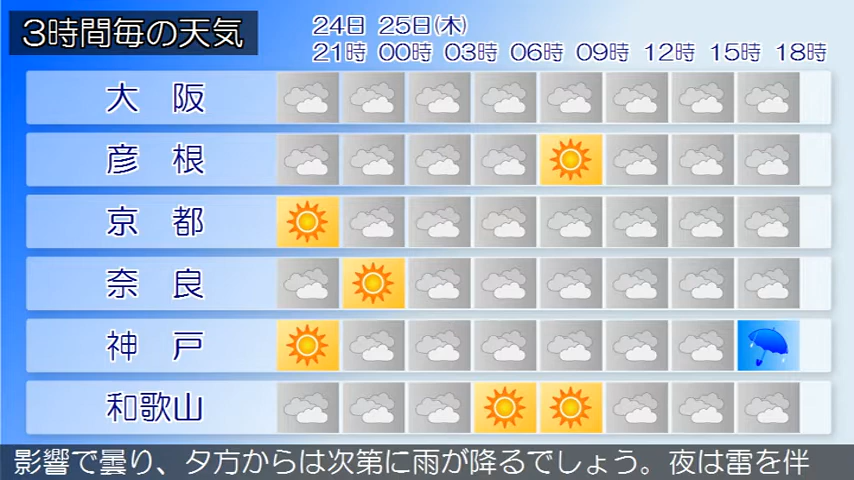 3時間毎の天気
24日 25日(木)
21時 00時 03時 06時 09時 12時 15時 18時
大 阪
彦 根
京 都
奈 良
神 戸
和歌山
影響で曇り、夕方からは次第に雨が降るでしょう。夜は雷を伴